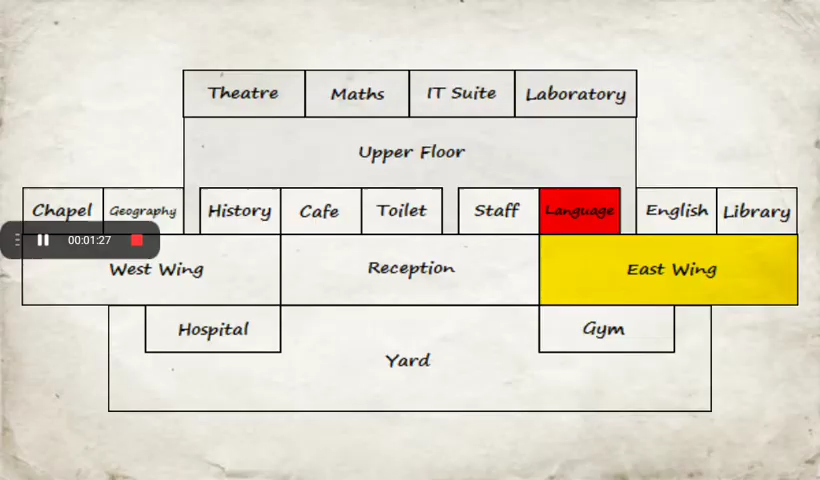 Theatre
Maths
IT Suite
Laboratory
Upper Floor
Chapel
Geography
History
Cafe
Toilet
Staff
Language
English
Library
00:01:27
West Wing
Reception
East Wing
Hospital
Gym
Yard